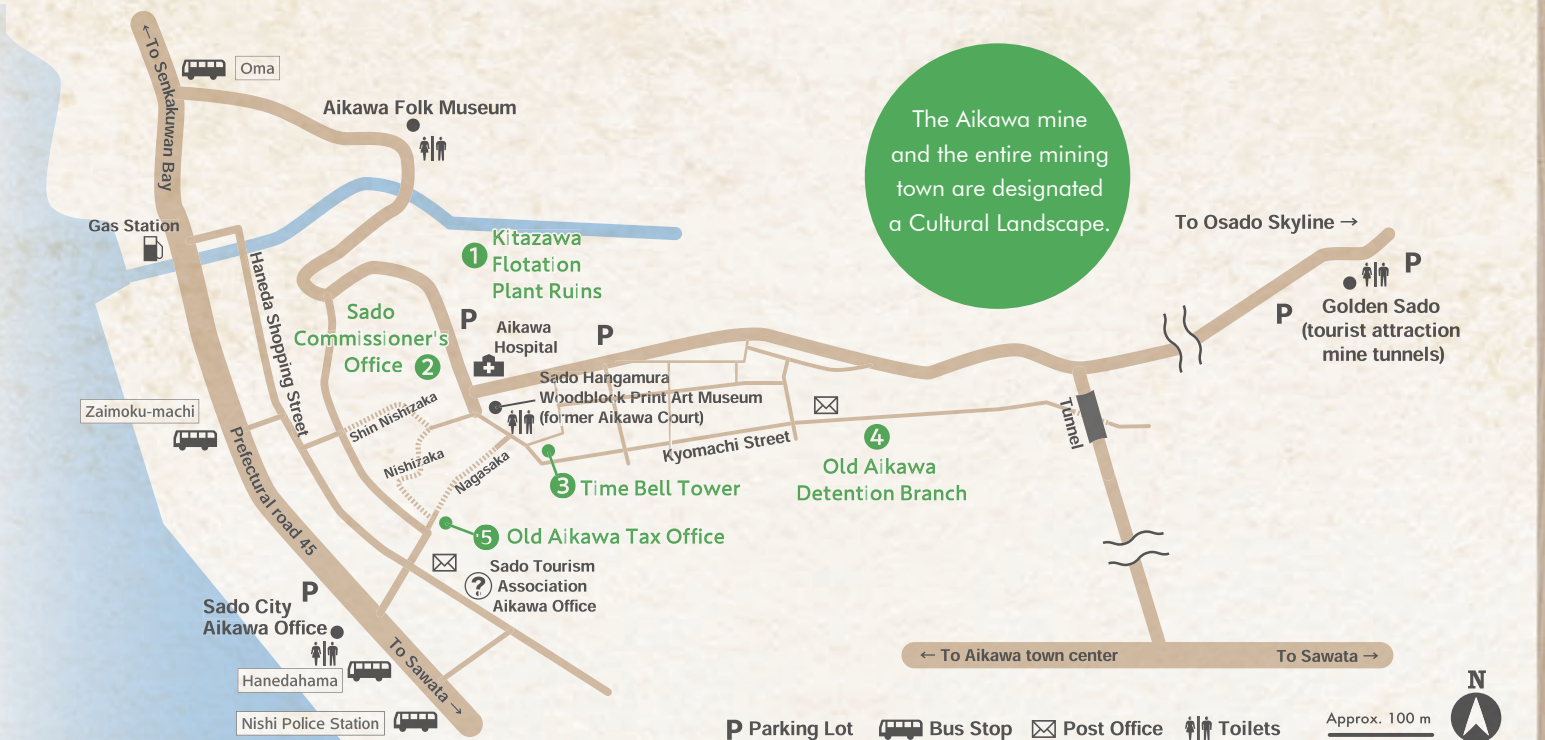 ← To Senkakuwan Bay
Oma
Aikawa Folk Museum
The Aikawa mine
and the entire mining
town are designated
a Cultural Landscape.
To Osado Skyline →
Gas Station
1 Kitazawa
Flotation
Plant Ruins
P
P
Golden Sado
(tourist attraction
mine tunnels)
Haneda Shopping Street
Sado
Commissioner's
Office 2
P
Aikawa
Hospital
P
Sado Hangamura
Woodblock Print Art Museum
(former Aikawa Court)
Zaimoku-machi
Shin Nishizaka
Nishizaka
Nagasaka
Kyomachi Street
Tunnel
4
Old Aikawa
Detention Branch
3 Time Bell Tower
Prefectural road 45
5 Old Aikawa Tax Office
?
Sado Tourism
Association
Aikawa Office
P
Sado City
Aikawa Office
Hanedahama
To Sawata →
Nishi Police Station
← To Aikawa town center
To Sawata →
P Parking Lot
Bus Stop
Post Office
Toilets
Approx. 100 m
N